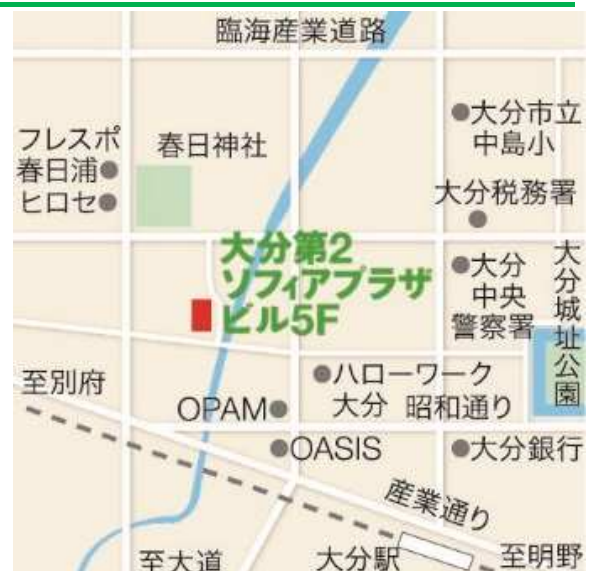 臨海産業道路
大分市立
中島小
フレスポ
春日浦
ヒロセ
春日神社
大分税務署
大分第2
ソフィアプラザ
ビル5F
大分
中央
警察署
大分城址公園
ハローワーク
大分
昭和通り
至別府
OPAM
OASIS
大分銀行
産業通り
至大道
大分駅
至明野